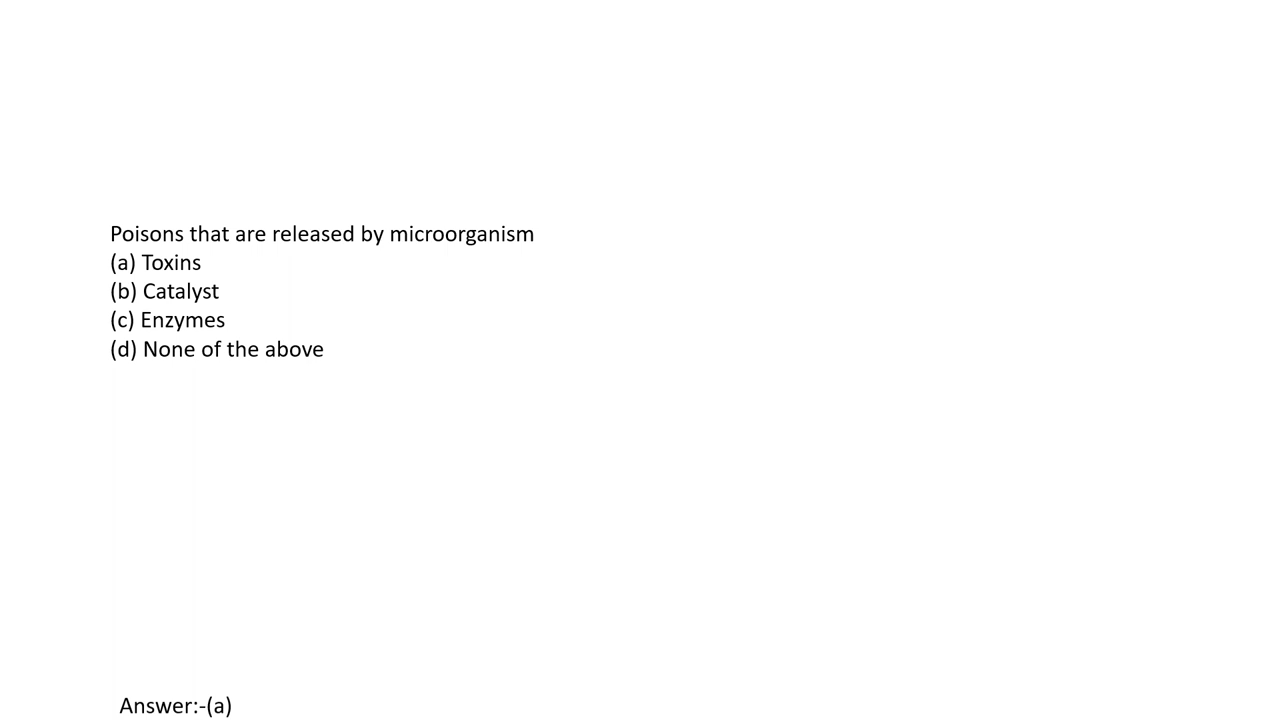 Poisons that are released by microorganism
(a) Toxins
(b) Catalyst
(c) Enzymes
(d) None of the above
Answer:-(a)